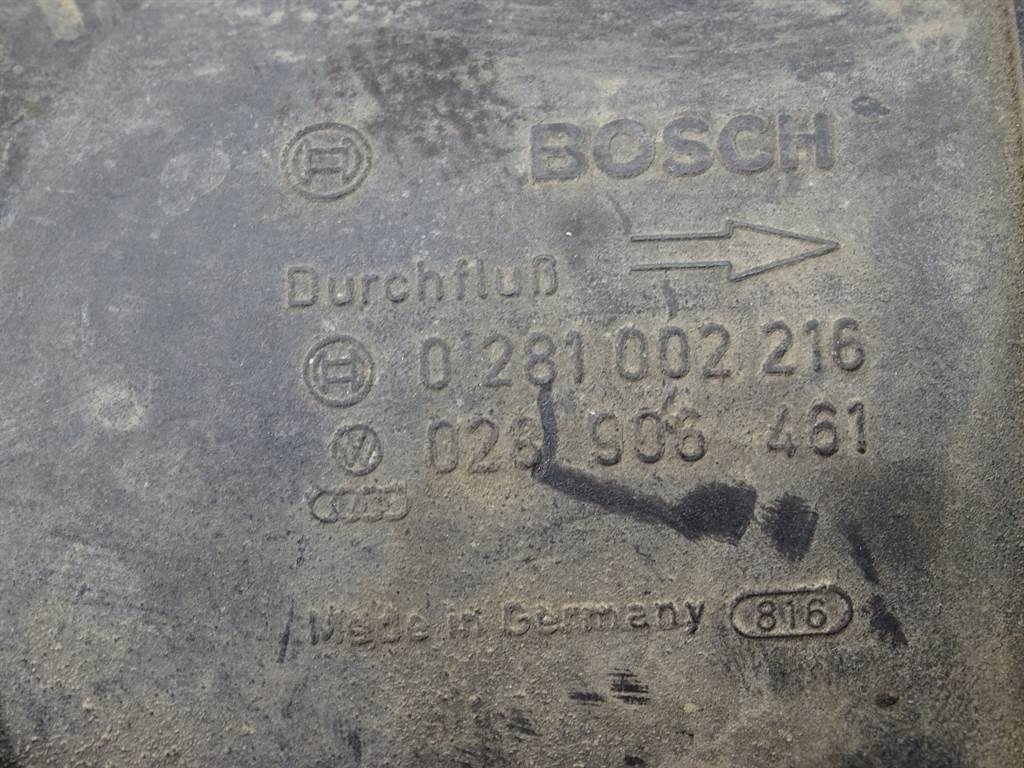 BOSCH
Durchfluß
0 281 002 216
028 906 461
Made in Germany 816